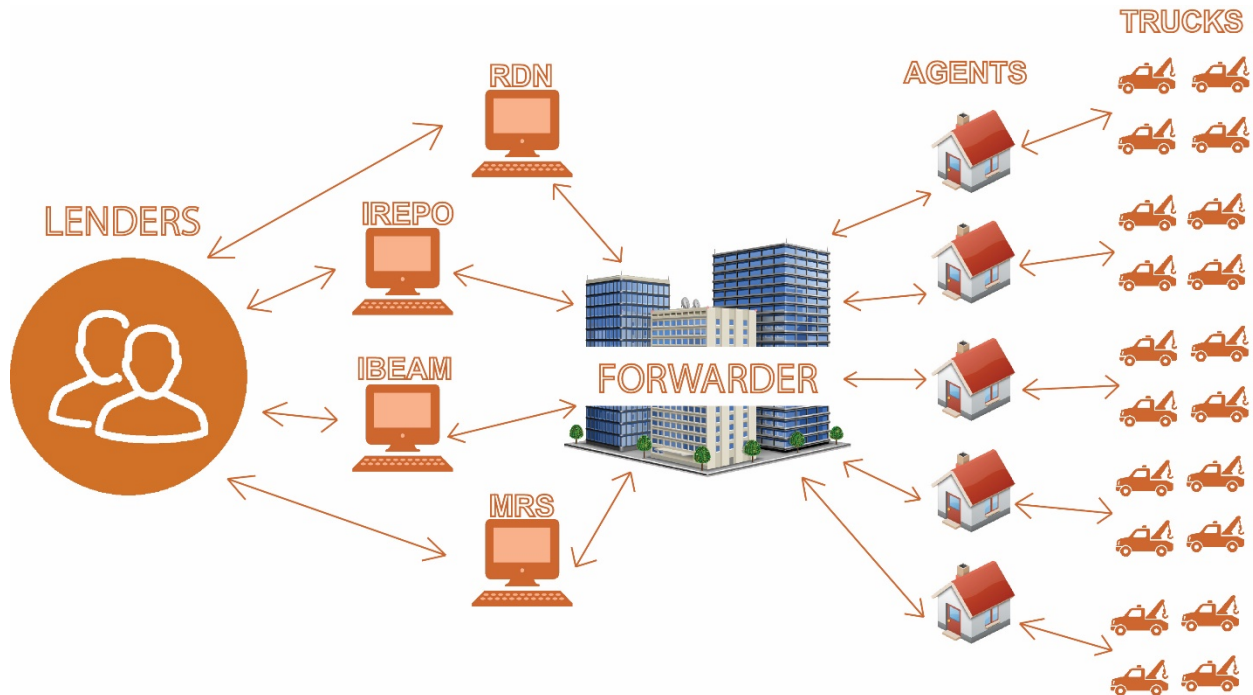 TRUCKS
AGENTS
RDN
LENDERS
IREPO
IBEAM
FORWARDER
MRS